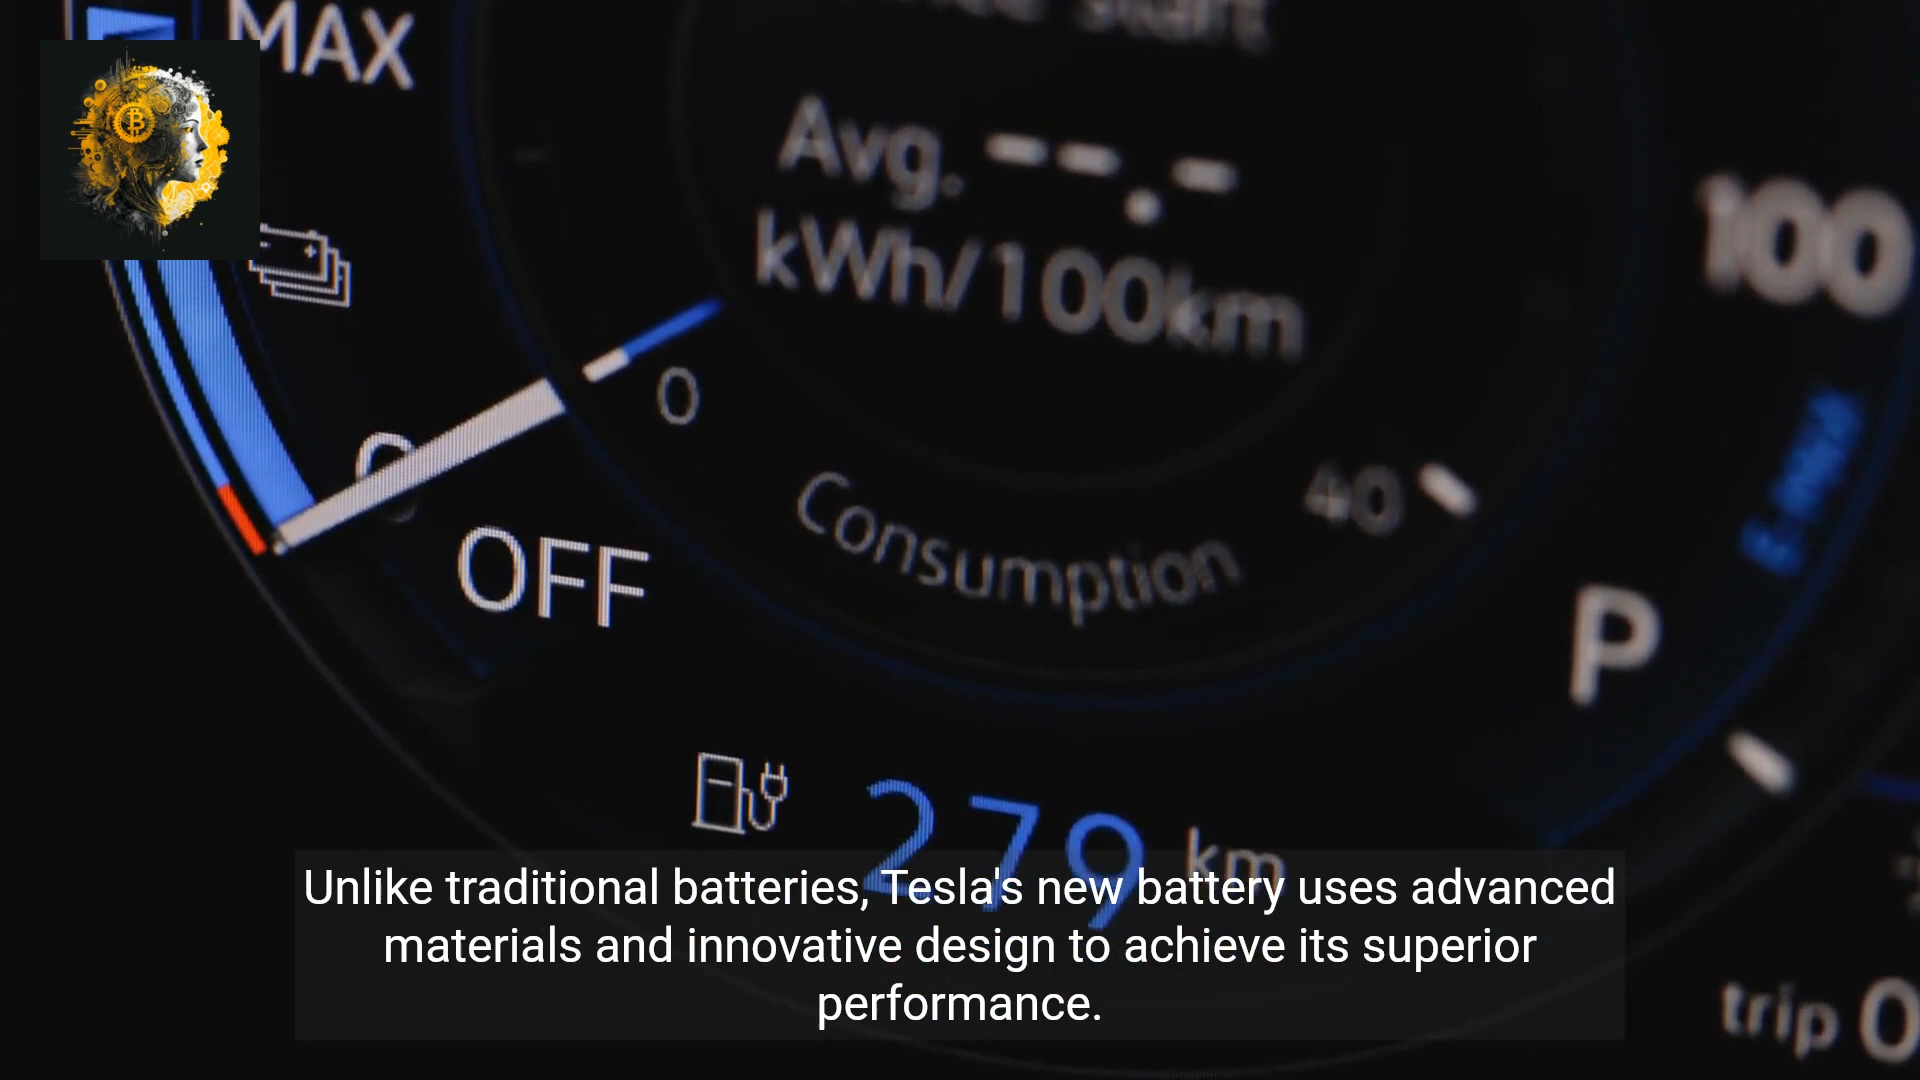 MAX
Avg. --.-
kWh/100km
100
0
0
40
Consumption
OFF
P
279 km
trip 0
Unlike traditional batteries, Tesla's new battery uses advanced
materials and innovative design to achieve its superior
performance.